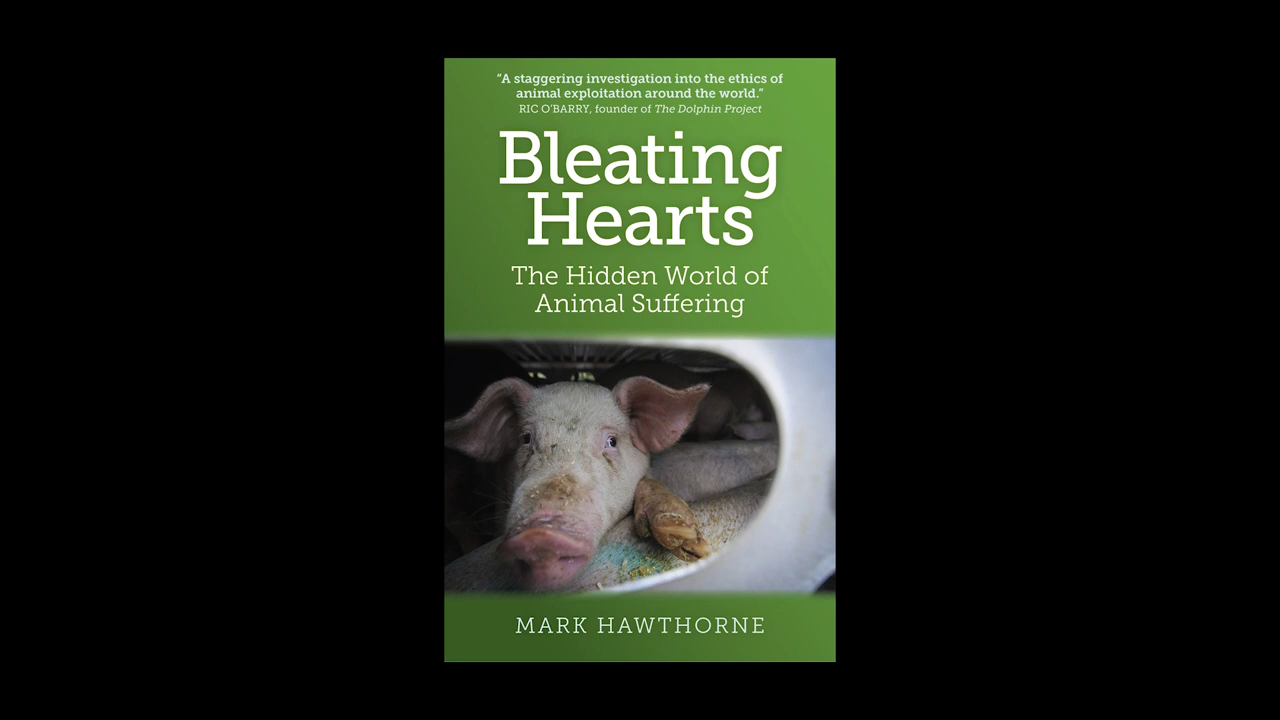 “A staggering investigation into the ethics of
animal exploitation around the world.”
RIC O’BARRY, founder of The Dolphin Project
Bleating
Hearts
The Hidden World of
Animal Suffering
MARK HAWTHORNE